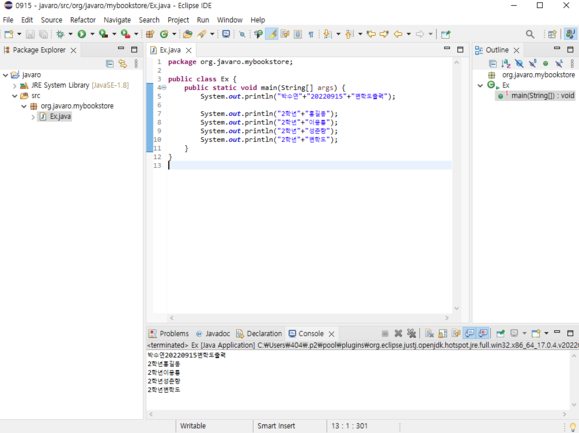 0915 - javaro/src/org/javaro/mybookstore/Ex.java - Eclipse IDE
File Edit Source Refactor Navigate Search Project Run Window Help
Package Explorer
javaro
JRE System Library [JavaSE-1.8]
src
org.javaro.mybookstore
Ex.java
Ex.java
1 package org.javaro.mybookstore;
2
3 public class Ex {
4 public static void main(String[] args) {
5 System.out.println("박수연"+"20220915"+"변학도출력");
6
7 System.out.println("2학년"+"홍길동");
8 System.out.println("2학년"+"이몽룡");
9 System.out.println("2학년"+"성춘향");
10 System.out.println("2학년"+"변학도");
11 }
12 }
13
Outline
org.javaro.mybookstore
Ex
main(String[]) : void
Problems Javadoc Declaration Console
<terminated> Ex [Java Application] C:\Users\404#.p2\pool\plugins\org.eclipse.justj.openjdk.hotspot.jre.full.win32.x86_64_17.0.4.v20220
박수연20220915변학도출력
2학년홍길동
2학년이몽룡
2학년성춘향
2학년변학도
Writable Smart Insert 13 : 1 : 301